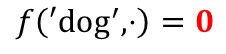 f('dog',·) = 0